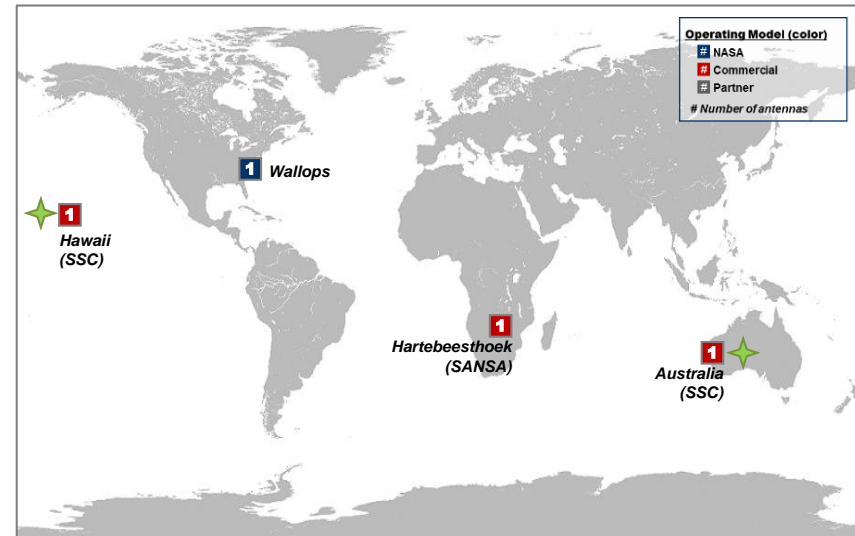 Operating Model (color)
# NASA
# Commercial
# Partner
# Number of antennas
1 Wallops
1
Hawaii
(SSC)
1
Hartebeesthoek
(SANSA)
1
Australia
(SSC)